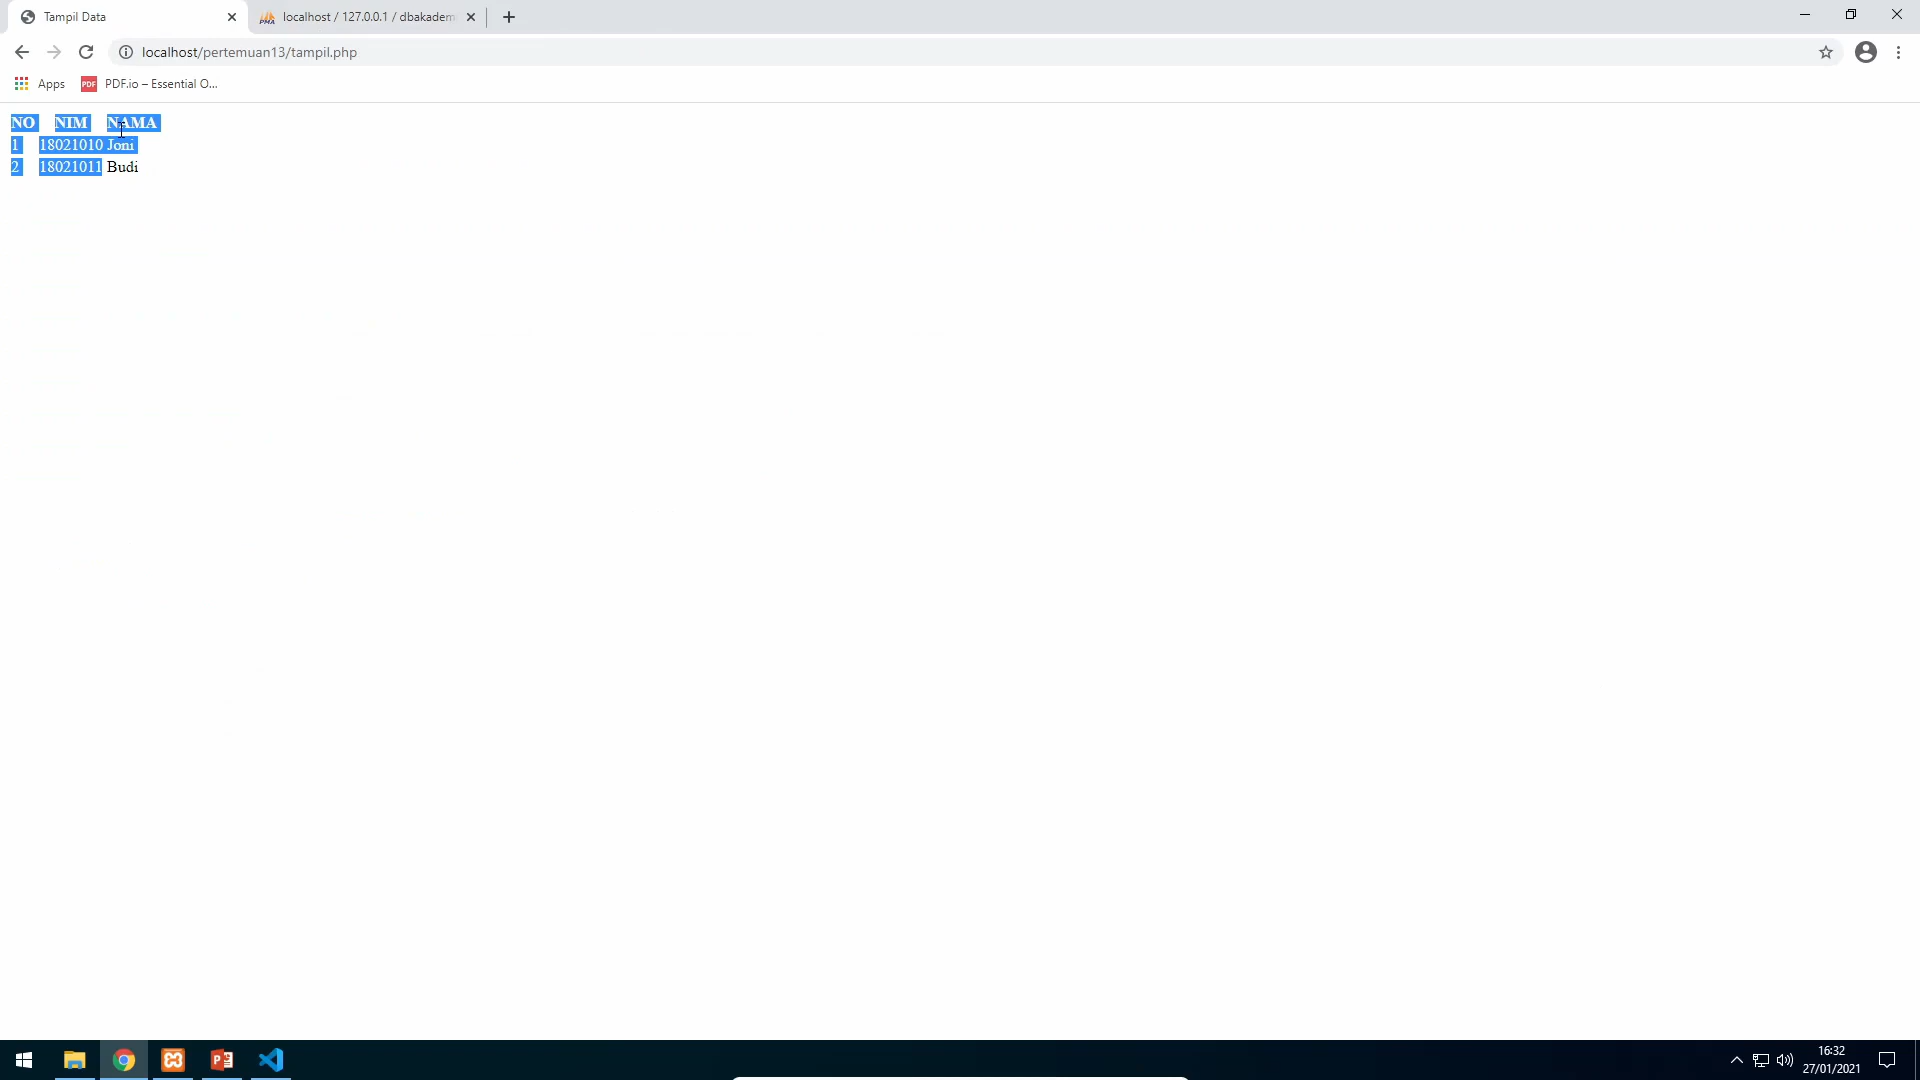 Tampil Data
localhost / 127.0.0.1 / dbakadem
localhost/pertemuan13/tampil.php
Apps
PDF
PDF.io – Essential O...
NO NIM NAMA
1 18021010 Joni
2 18021011 Budi
16:32
27/01/2021